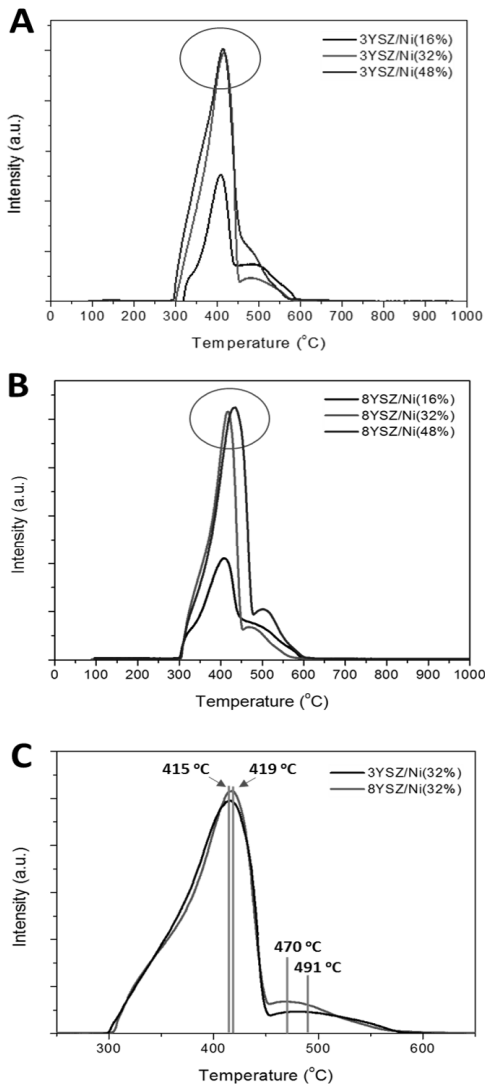 A
3YSZ/Ni(16%)
3YSZ/Ni(32%)
3YSZ/Ni(48%)
Intensity (a.u.)
0 100 200 300 400 500 600 700 800 900 1000
Temperature (°C)
B
8YSZ/Ni(16%)
8YSZ/Ni(32%)
8YSZ/Ni(48%)
Intensity (a.u.)
0 100 200 300 400 500 600 700 800 900 1000
Temperature (°C)
C
415 °C 419 °C
3YSZ/Ni(32%)
8YSZ/Ni(32%)
Intensity (a.u.)
470 °C
491 °C
300 400 500 600
Temperature (°C)